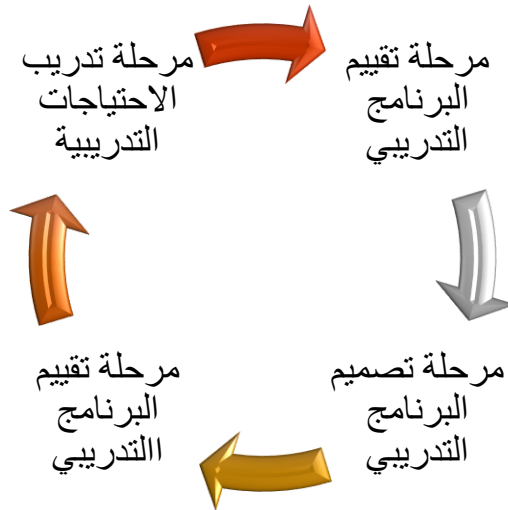 مرحلة تدريب
الاحتياجات
التدريبية
مرحلة تقييم
البرنامج
التدريبي
مرحلة تصميم
البرنامج
التدريبي
مرحلة تقييم
البرنامج
االتدريبي